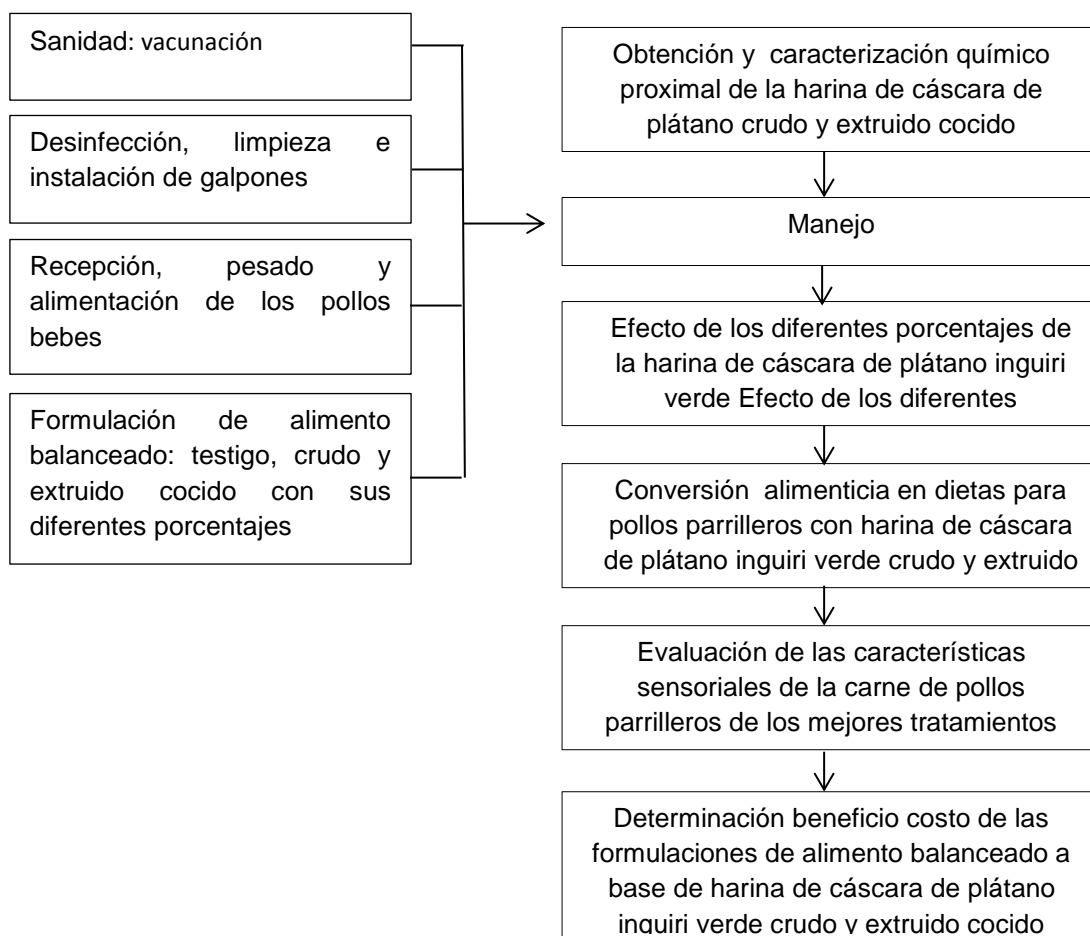 Sanidad: vacunación
Desinfección, limpieza e
instalación de galpones
Recepción, pesado y
alimentación de los pollos
bebes
Formulación de alimento
balanceado: testigo, crudo y
extruido cocido con sus
diferentes porcentajes
Obtención y caracterización químico
proximal de la harina de cáscara de
plátano crudo y extruido cocido
Manejo
Efecto de los diferentes porcentajes de
la harina de cáscara de plátano inguiri
verde Efecto de los diferentes
Conversión alimenticia en dietas para
pollos parrilleros con harina de cáscara
de plátano inguiri verde crudo y extruido
Evaluación de las características
sensoriales de la carne de pollos
parrilleros de los mejores tratamientos
Determinación beneficio costo de las
formulaciones de alimento balanceado a
base de harina de cáscara de plátano
inguiri verde crudo y extruido cocido